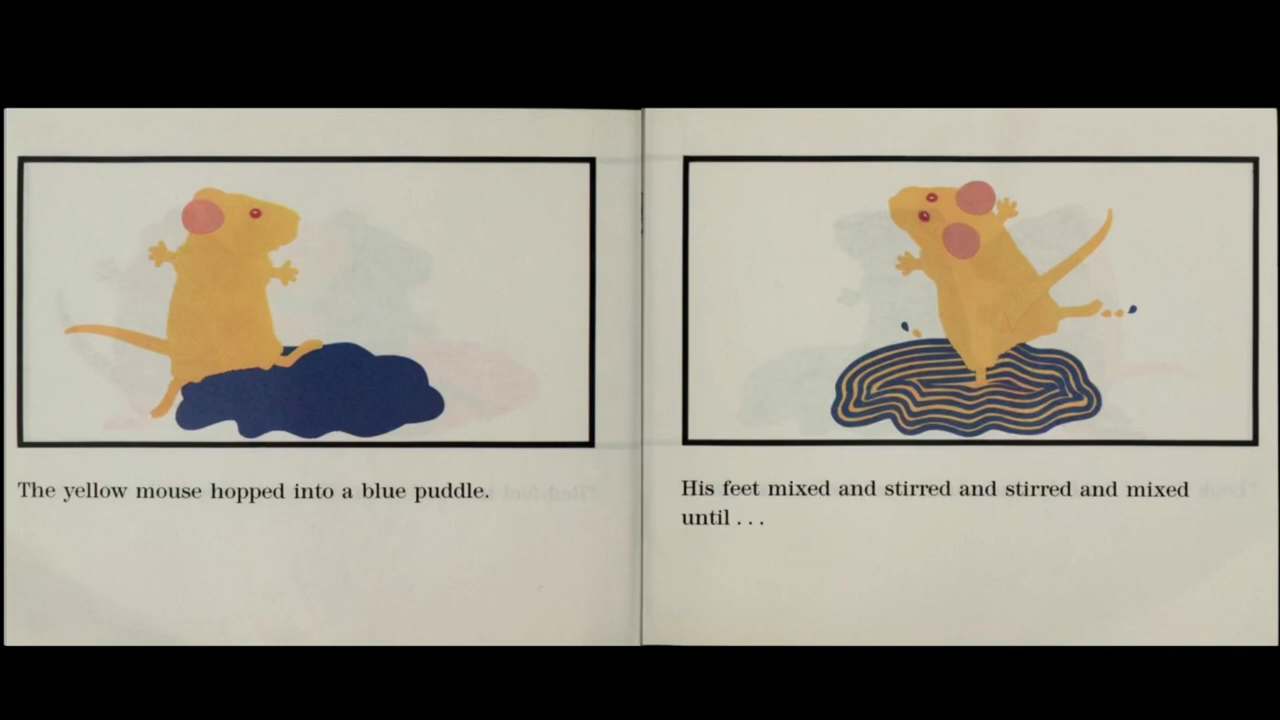 The yellow mouse hopped into a blue puddle.
His feet mixed and stirred and stirred and mixed
until . . .